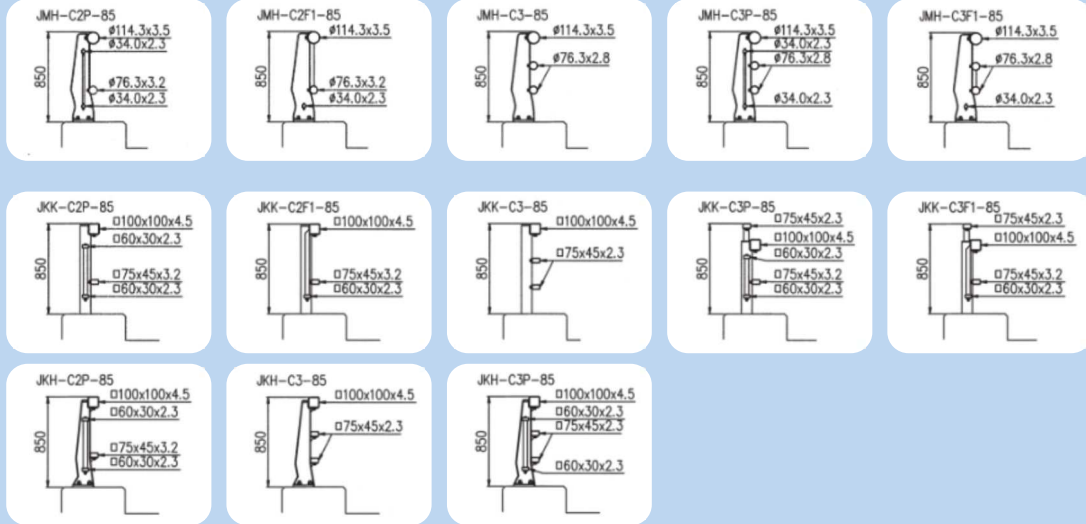 JMH-C2P-85
ø114.3x3.5
ø34.0x2.3
850
ø76.3x3.2
ø34.0x2.3
JMH-C2F1-85
ø114.3x3.5
850
ø76.3x3.2
ø34.0x2.3
JMH-C3-85
ø114.3x3.5
ø76.3x2.8
850
JMH-C3P-85
ø114.3x3.5
ø34.0x2.3
ø76.3x2.8
850
ø34.0x2.3
JMH-C3F1-85
ø114.3x3.5
ø76.3x2.8
850
ø34.0x2.3
JKK-C2P-85
□100x100x4.5
□60x30x2.3
850
□75x45x3.2
□60x30x2.3
JKK-C2F1-85
□100x100x4.5
850
□75x45x3.2
□60x30x2.3
JKK-C3-85
□100x100x4.5
□75x45x2.3
850
JKK-C3P-85
□75x45x2.3
□100x100x4.5
□60x30x2.3
850
□75x45x3.2
□60x30x2.3
JKK-C3F1-85
□75x45x2.3
□100x100x4.5
850
□75x45x3.2
□60x30x2.3
JKH-C2P-85
□100x100x4.5
□60x30x2.3
850
□75x45x3.2
□60x30x2.3
JKH-C3-85
□100x100x4.5
□75x45x2.3
850
JKH-C3P-85
□100x100x4.5
□60x30x2.3
□75x45x2.3
850
□60x30x2.3